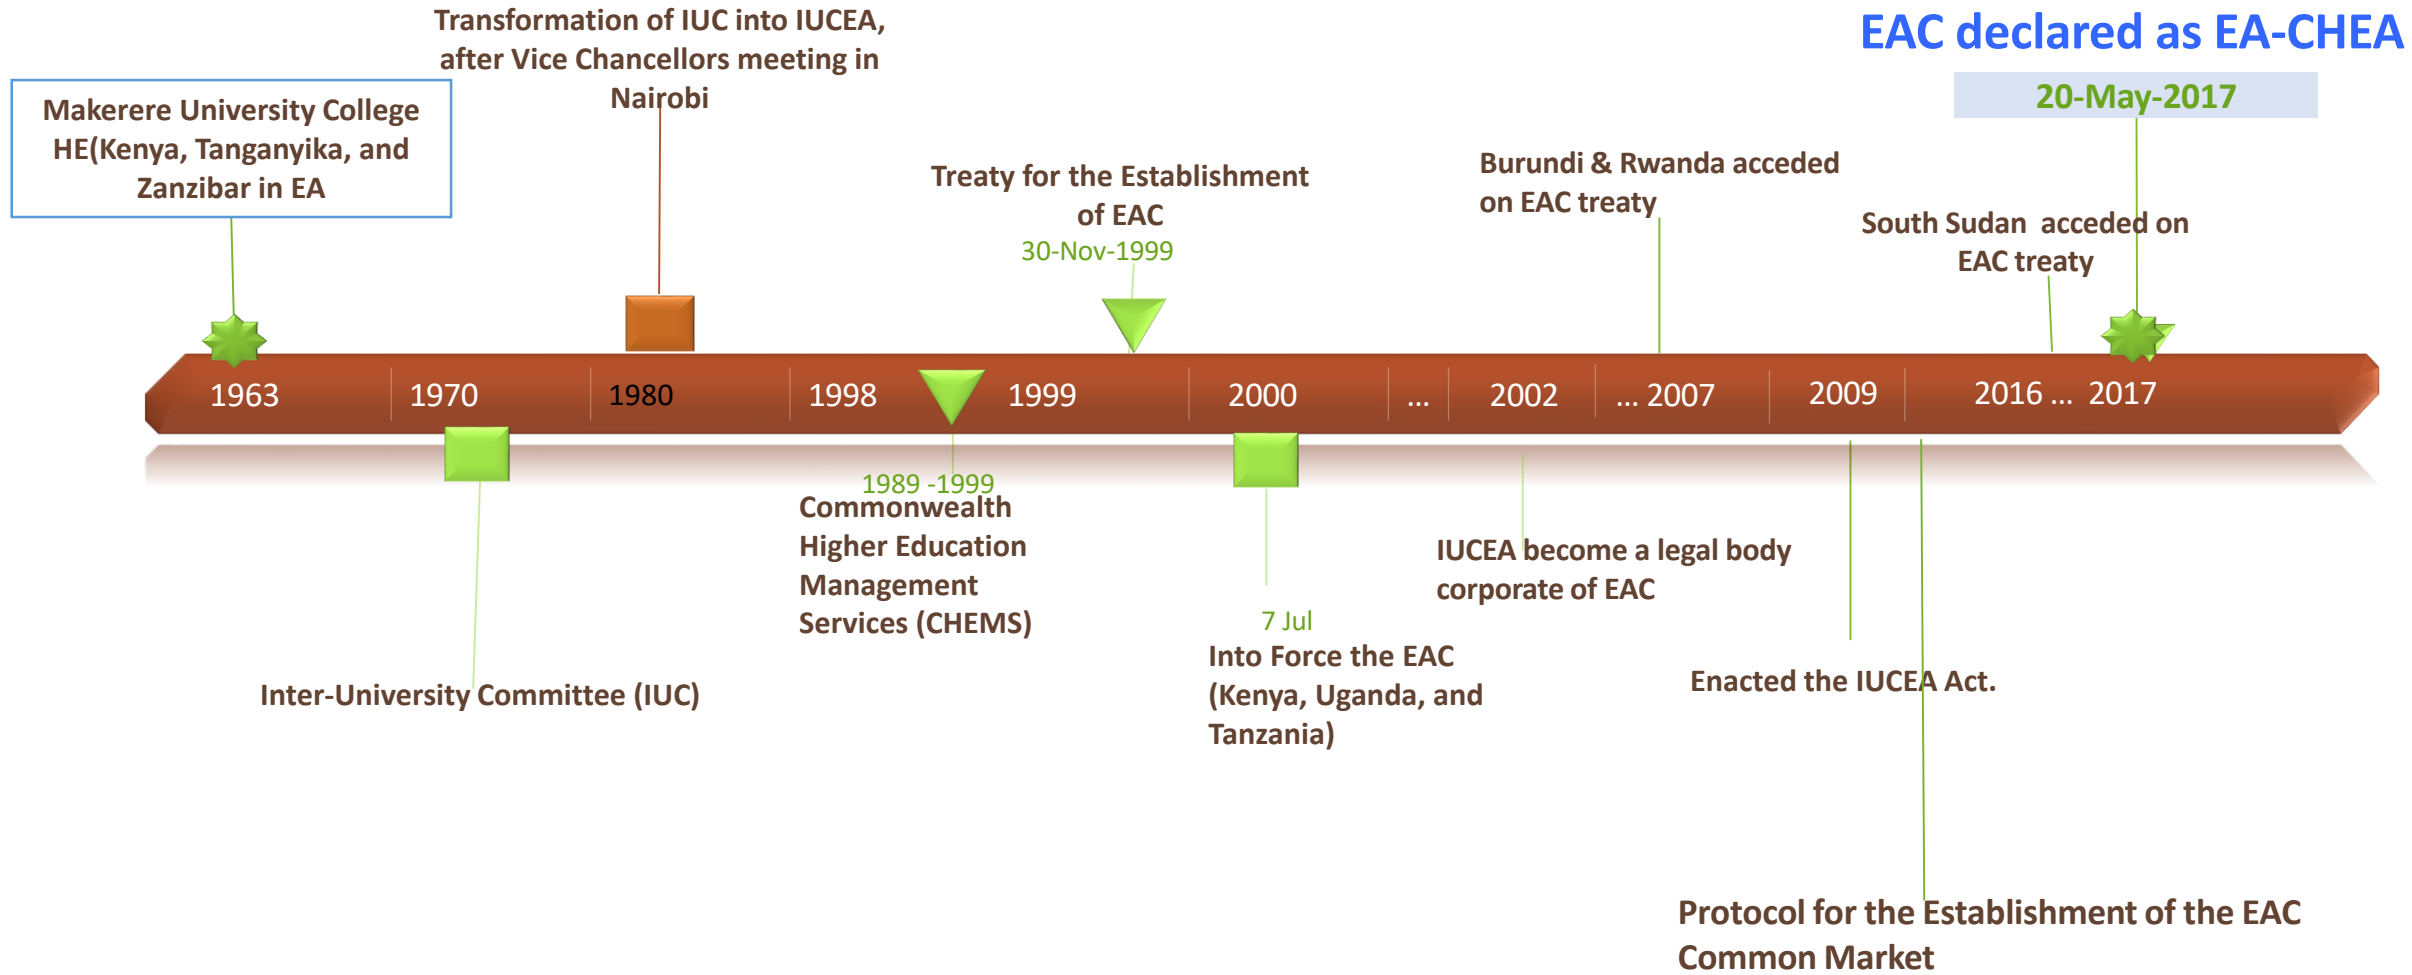 Transformation of IUC into IUCEA,
after Vice Chancellors meeting in
Nairobi
EAC declared as EA-CHEA
20-May-2017
Makerere University College
HE(Kenya, Tanganyika, and
Zanzibar in EA
Treaty for the Establishment
of EAC
30-Nov-1999
Burundi & Rwanda acceded
on EAC treaty
South Sudan  acceded on
EAC treaty
1963
1970
1980
1998
1999
2000
...
2002
... 2007
2009
2016 ... 2017
1989 -1999
Commonwealth
Higher Education
Management
Services (CHEMS)
Inter-University Committee (IUC)
7 Jul
Into Force the EAC
(Kenya, Uganda, and
Tanzania)
IUCEA become a legal body
corporate of EAC
Enacted the IUCEA Act.
Protocol for the Establishment of the EAC
Common Market